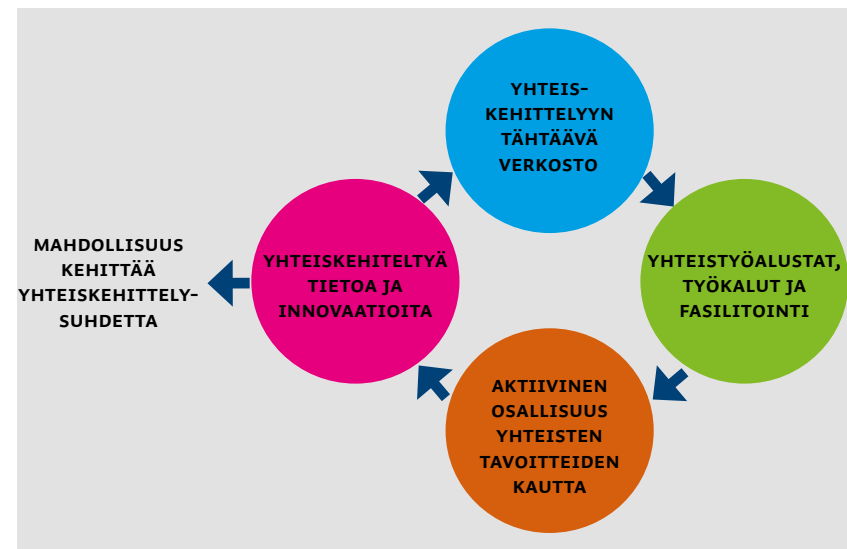 YHTEIS-
KEHITTELYYN
TÄHTÄÄVÄ
VERKOSTO
YHTEISTYÖALUSTAT,
TYÖKALUT JA
FASILITOINTI
AKTIIVINEN
OSALLISUUS
YHTEISTEN
TAVOITTEIDEN
KAUTTA
YHTEISKEHITELTYÄ
TIETOA JA
INNOVAATIOITA
MAHDOLLISUUS
KEHITTÄÄ
YHTEISKEHITTELY-
SUHDETTA